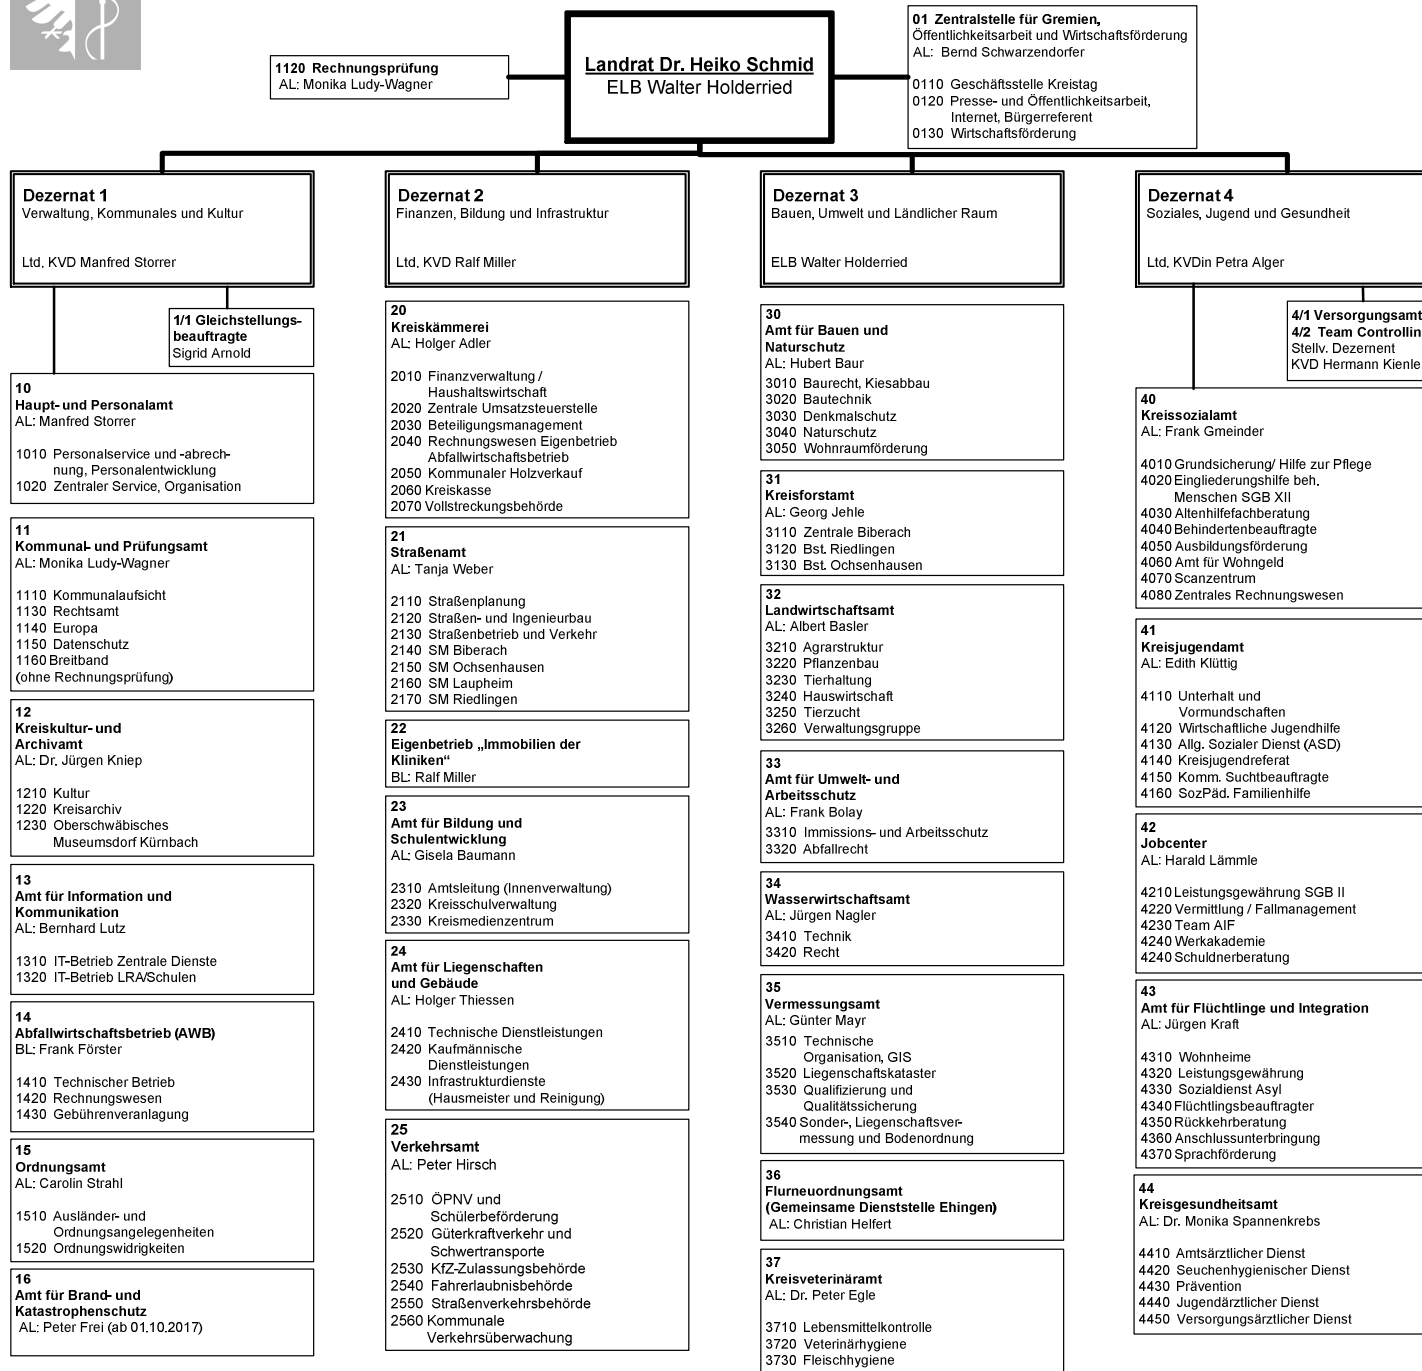 1120 Rechnungsprüfung
AL: Monika Ludy-Wagner
Landrat Dr. Heiko Schmid
ELB Walter Holderried
01 Zentralstelle für Gremien,
Öffentlichkeitsarbeit und Wirtschaftsförderung
AL: Bernd Schwarzendorfer
0110 Geschäftsstelle Kreistag
0120 Presse- und Öffentlichkeitsarbeit,
Internet, Bürgerreferent
0130 Wirtschaftsförderung
Dezernat 1
Verwaltung, Kommunales und Kultur
Ltd. KVD Manfred Storrer
1/1 Gleichstellungs-
beauftragte
Sigrid Arnold
10
Haupt- und Personalamt
AL: Manfred Storrer
1010 Personalservice und -abrech-
nung, Personalentwicklung
1020 Zentraler Service, Organisation
11
Kommunal- und Prüfungsamt
AL: Monika Ludy-Wagner
1110 Kommunalaufsicht
1130 Rechtsamt
1140 Europa
1150 Datenschutz
1160 Breitband
(ohne Rechnungsprüfung)
12
Kreiskultur- und
Archivamt
AL: Dr. Jürgen Kniep
1210 Kultur
1220 Kreisarchiv
1230 Oberschwäbisches
Museumsdorf Kürnbach
13
Amt für Information und
Kommunikation
AL: Bernhard Lutz
1310 IT-Betrieb Zentrale Dienste
1320 IT-Betrieb LRA/Schulen
14
Abfallwirtschaftsbetrieb (AWB)
BL: Frank Förster
1410 Technischer Betrieb
1420 Rechnungswesen
1430 Gebührenveranlagung
15
Ordnungsamt
AL: Carolin Strahl
1510 Ausländer- und
Ordnungsangelegenheiten
1520 Ordnungswidrigkeiten
16
Amt für Brand- und
Katastrophenschutz
AL: Peter Frei (ab 01.10.2017)
Dezernat 2
Finanzen, Bildung und Infrastruktur
Ltd. KVD Ralf Miller
20
Kreiskämmerei
AL: Holger Adler
2010 Finanzverwaltung /
Haushaltswirtschaft
2020 Zentrale Umsatzsteuerstelle
2030 Beteiligungsmanagement
2040 Rechnungswesen Eigenbetrieb
Abfallwirtschaftsbetrieb
2050 Kommunaler Holzverkauf
2060 Kreiskasse
2070 Vollstreckungsbehörde
21
Straßenamt
AL: Tanja Weber
2110 Straßenplanung
2120 Straßen- und Ingenieurbau
2130 Straßenbetrieb und Verkehr
2140 SM Biberach
2150 SM Ochsenhausen
2160 SM Laupheim
2170 SM Riedlingen
22
Eigenbetrieb „Immobilien der
Kliniken“
BL: Ralf Miller
23
Amt für Bildung und
Schulentwicklung
AL: Gisela Baumann
2310 Amtsleitung (Innenverwaltung)
2320 Kreisschulverwaltung
2330 Kreismedienzentrum
24
Amt für Liegenschaften
und Gebäude
AL: Holger Thiessen
2410 Technische Dienstleistungen
2420 Kaufmännische
Dienstleistungen
2430 Infrastrukturdienste
(Hausmeister und Reinigung)
25
Verkehrsamt
AL: Peter Hirsch
2510 ÖPNV und
Schülerbeförderung
2520 Güterkraftverkehr und
Schwertransporte
2530 KfZ-Zulassungsbehörde
2540 Fahrerlaubnisbehörde
2550 Straßenverkehrsbehörde
2560 Kommunale
Verkehrsüberwachung
Dezernat 3
Bauen, Umwelt und Ländlicher Raum
ELB Walter Holderried
30
Amt für Bauen und
Naturschutz
AL: Hubert Baur
3010 Baurecht, Kiesabbau
3020 Bautechnik
3030 Denkmalschutz
3040 Naturschutz
3050 Wohnraumförderung
31
Kreisforstamt
AL: Georg Jehle
3110 Zentrale Biberach
3120 Bst. Riedlingen
3130 Bst. Ochsenhausen
32
Landwirtschaftsamt
AL: Albert Basler
3210 Agrarstruktur
3220 Pflanzenbau
3230 Tierhaltung
3240 Hauswirtschaft
3250 Tierzucht
3260 Verwaltungsgruppe
33
Amt für Umwelt- und
Arbeitsschutz
AL: Frank Bolay
3310 Immissions- und Arbeitsschutz
3320 Abfallrecht
34
Wasserwirtschaftsamt
AL: Jürgen Nagler
3410 Technik
3420 Recht
35
Vermessungsamt
AL: Günter Mayr
3510 Technische
Organisation, GIS
3520 Liegenschaftskataster
3530 Qualifizierung und
Qualitätssicherung
3540 Sonder-, Liegenschaftsver-
messung und Bodenordnung
36
Flurneuordnungsamt
(Gemeinsame Dienststelle Ehingen)
AL: Christian Helfert
37
Kreisveterinäramt
AL: Dr. Peter Egle
3710 Lebensmittelkontrolle
3720 Veterinärhygiene
3730 Fleischhygiene
Dezernat 4
Soziales, Jugend und Gesundheit
Ltd. KVDin Petra Alger
4/1 Versorgungsamt
4/2 Team Controllin
Stellv. Dezernent
KVD Hermann Kienle
40
Kreissozialamt
AL: Frank Gmeinder
4010 Grundsicherung/ Hilfe zur Pflege
4020 Eingliederungshilfe beh.
Menschen SGB XII
4030 Altenhilfefachberatung
4040 Behindertenbeauftragte
4050 Ausbildungsförderung
4060 Amt für Wohngeld
4070 Scanzentrum
4080 Zentrales Rechnungswesen
41
Kreisjugendamt
AL: Edith Klüttig
4110 Unterhalt und
Vormundschaften
4120 Wirtschaftliche Jugendhilfe
4130 Allg. Sozialer Dienst (ASD)
4140 Kreisjugendreferat
4150 Komm. Suchtbeauftragte
4160 SozPäd. Familienhilfe
42
Jobcenter
AL: Harald Lämmle
4210 Leistungsgewährung SGB II
4220 Vermittlung / Fallmanagement
4230 Team AIF
4240 Werkakademie
4240 Schuldnerberatung
43
Amt für Flüchtlinge und Integration
AL: Jürgen Kraft
4310 Wohnheime
4320 Leistungsgewährung
4330 Sozialdienst Asyl
4340 Flüchtlingsbeauftragter
4350 Rückkehrberatung
4360 Anschlussunterbringung
4370 Sprachförderung
44
Kreisgesundheitsamt
AL: Dr. Monika Spannenkrebs
4410 Amtsärztlicher Dienst
4420 Seuchenhygienischer Dienst
4430 Prävention
4440 Jugendärztlicher Dienst
4450 Versorgungsärztlicher Dienst